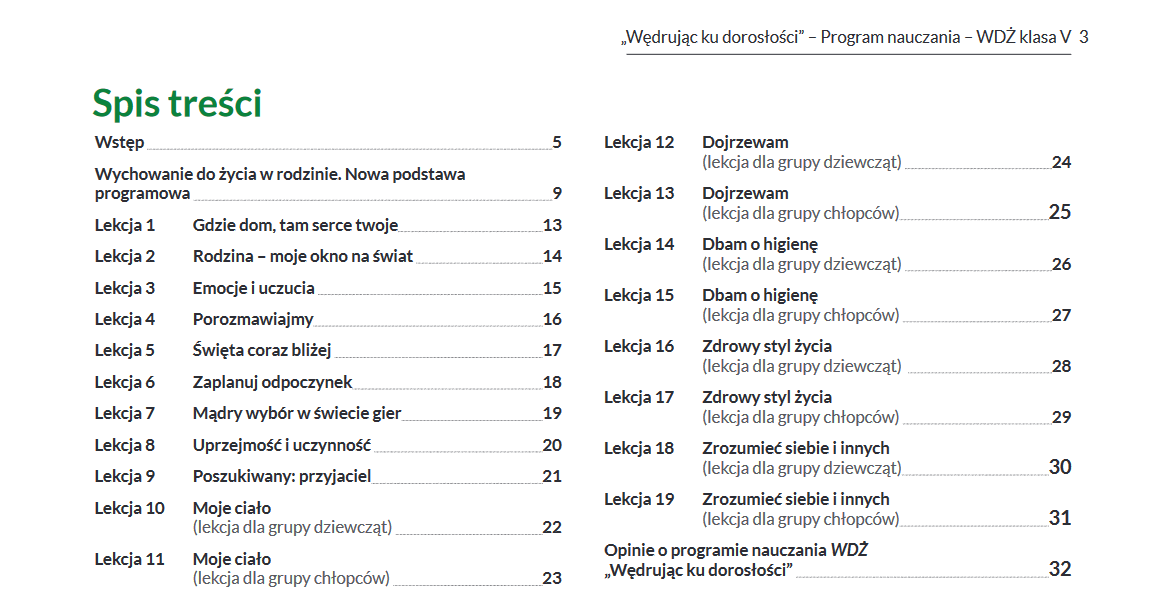 „Wędrując ku dorosłości” – Program nauczania – WDŻ klasa V 3
Spis treści
Wstęp 5
Wychowanie do życia w rodzinie. Nowa podstawa
programowa 9
Lekcja 1 Gdzie dom, tam serce twoje 13
Lekcja 2 Rodzina – moje okno na świat 14
Lekcja 3 Emocje i uczucia 15
Lekcja 4 Porozmawiajmy 16
Lekcja 5 Święta coraz bliżej 17
Lekcja 6 Zaplanuj odpoczynek 18
Lekcja 7 Mądry wybór w świecie gier 19
Lekcja 8 Uprzejmość i uczynność 20
Lekcja 9 Poszukiwany: przyjaciel 21
Lekcja 10 Moje ciało
(lekcja dla grupy dziewcząt) 22
Lekcja 11 Moje ciało
(lekcja dla grupy chłopców) 23
Lekcja 12 Dojrzewam
(lekcja dla grupy dziewcząt) 24
Lekcja 13 Dojrzewam
(lekcja dla grupy chłopców) 25
Lekcja 14 Dbam o higienę
(lekcja dla grupy dziewcząt) 26
Lekcja 15 Dbam o higienę
(lekcja dla grupy chłopców) 27
Lekcja 16 Zdrowy styl życia
(lekcja dla grupy dziewcząt) 28
Lekcja 17 Zdrowy styl życia
(lekcja dla grupy chłopców) 29
Lekcja 18 Zrozumieć siebie i innych
(lekcja dla grupy dziewcząt) 30
Lekcja 19 Zrozumieć siebie i innych
(lekcja dla grupy chłopców) 31
Opinie o programie nauczania WDŻ
„Wędrując ku dorosłości” 32